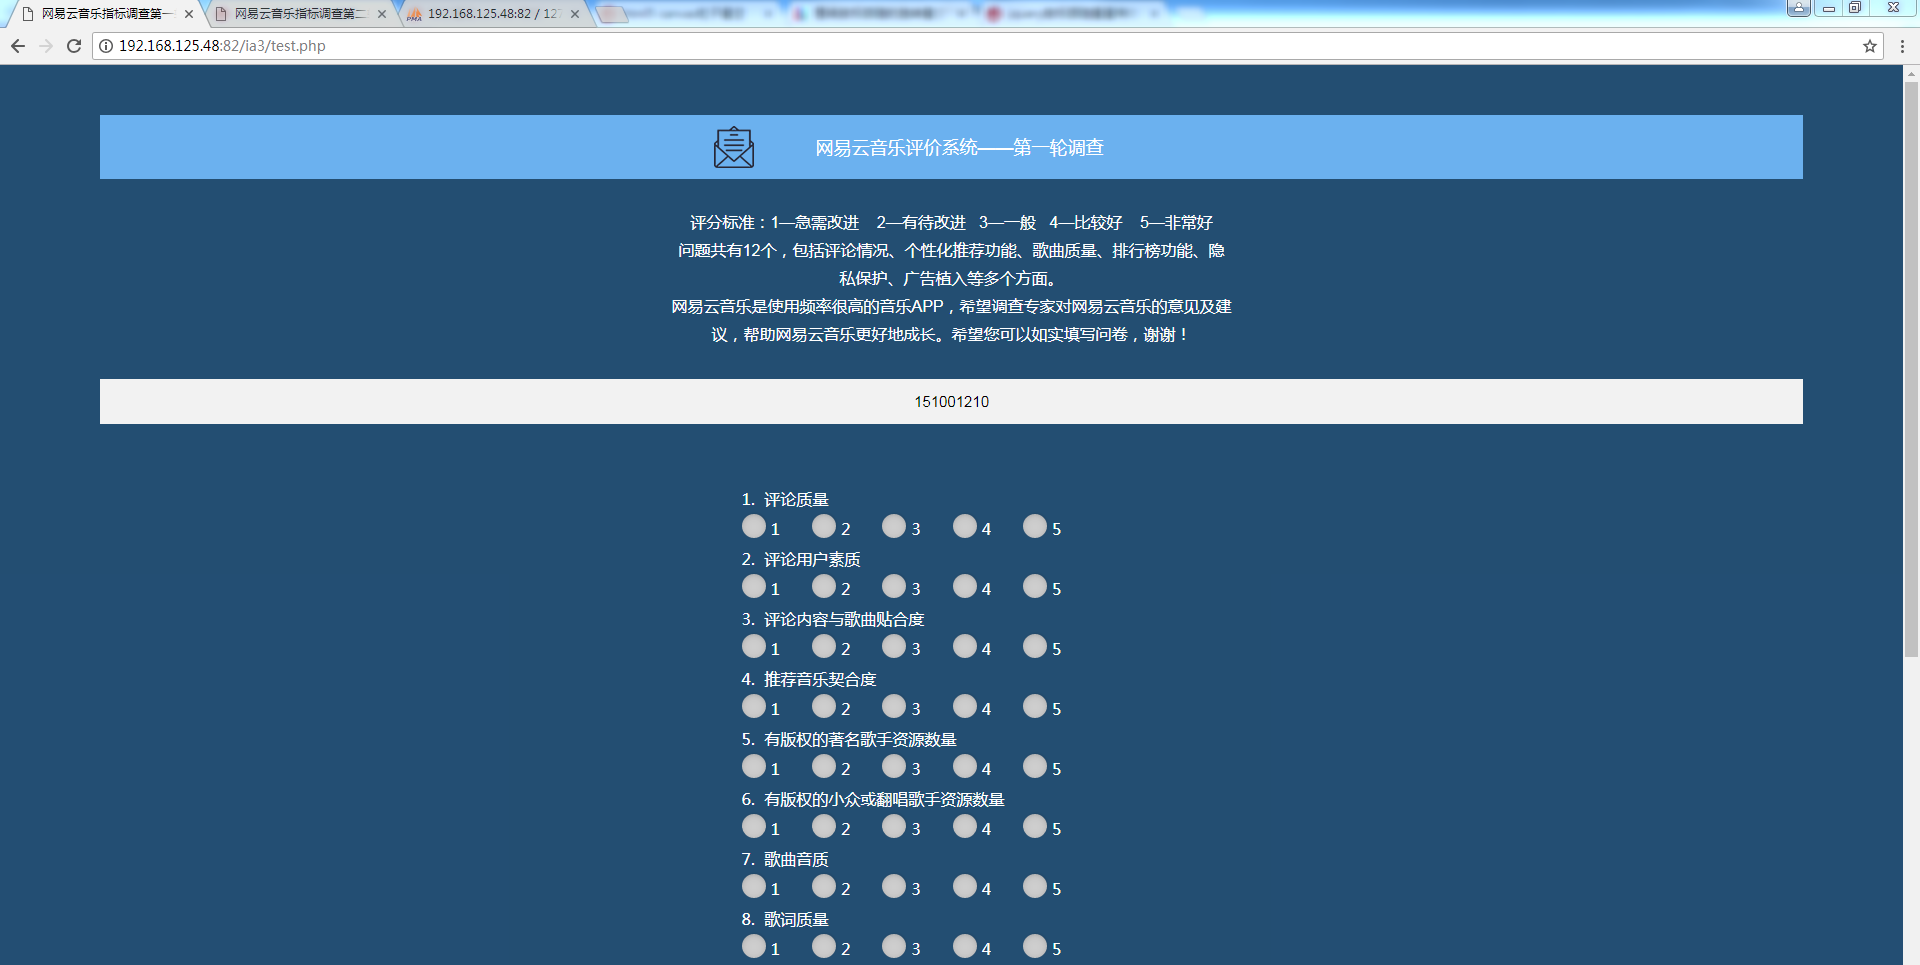 网易云音乐指标调查第一
网易云音乐指标调查第二
192.168.125.48:82 / 127
192.168.125.48:82/ia3/test.php
网易云音乐评价系统——第一轮调查
评分标准：1—急需改进 2—有待改进 3—一般 4—比较好 5—非常好
问题共有12个，包括评论情况、个性化推荐功能、歌曲质量、排行榜功能、隐
私保护、广告植入等多个方面。
网易云音乐是使用频率很高的音乐APP，希望调查专家对网易云音乐的意见及建
议，帮助网易云音乐更好地成长。希望您可以如实填写问卷，谢谢！
151001210
1. 评论质量
1 2 3 4 5
2. 评论用户素质
1 2 3 4 5
3. 评论内容与歌曲贴合度
1 2 3 4 5
4. 推荐音乐契合度
1 2 3 4 5
5. 有版权的著名歌手资源数量
1 2 3 4 5
6. 有版权的小众或翻唱歌手资源数量
1 2 3 4 5
7. 歌曲音质
1 2 3 4 5
8. 歌词质量
1 2 3 4 5